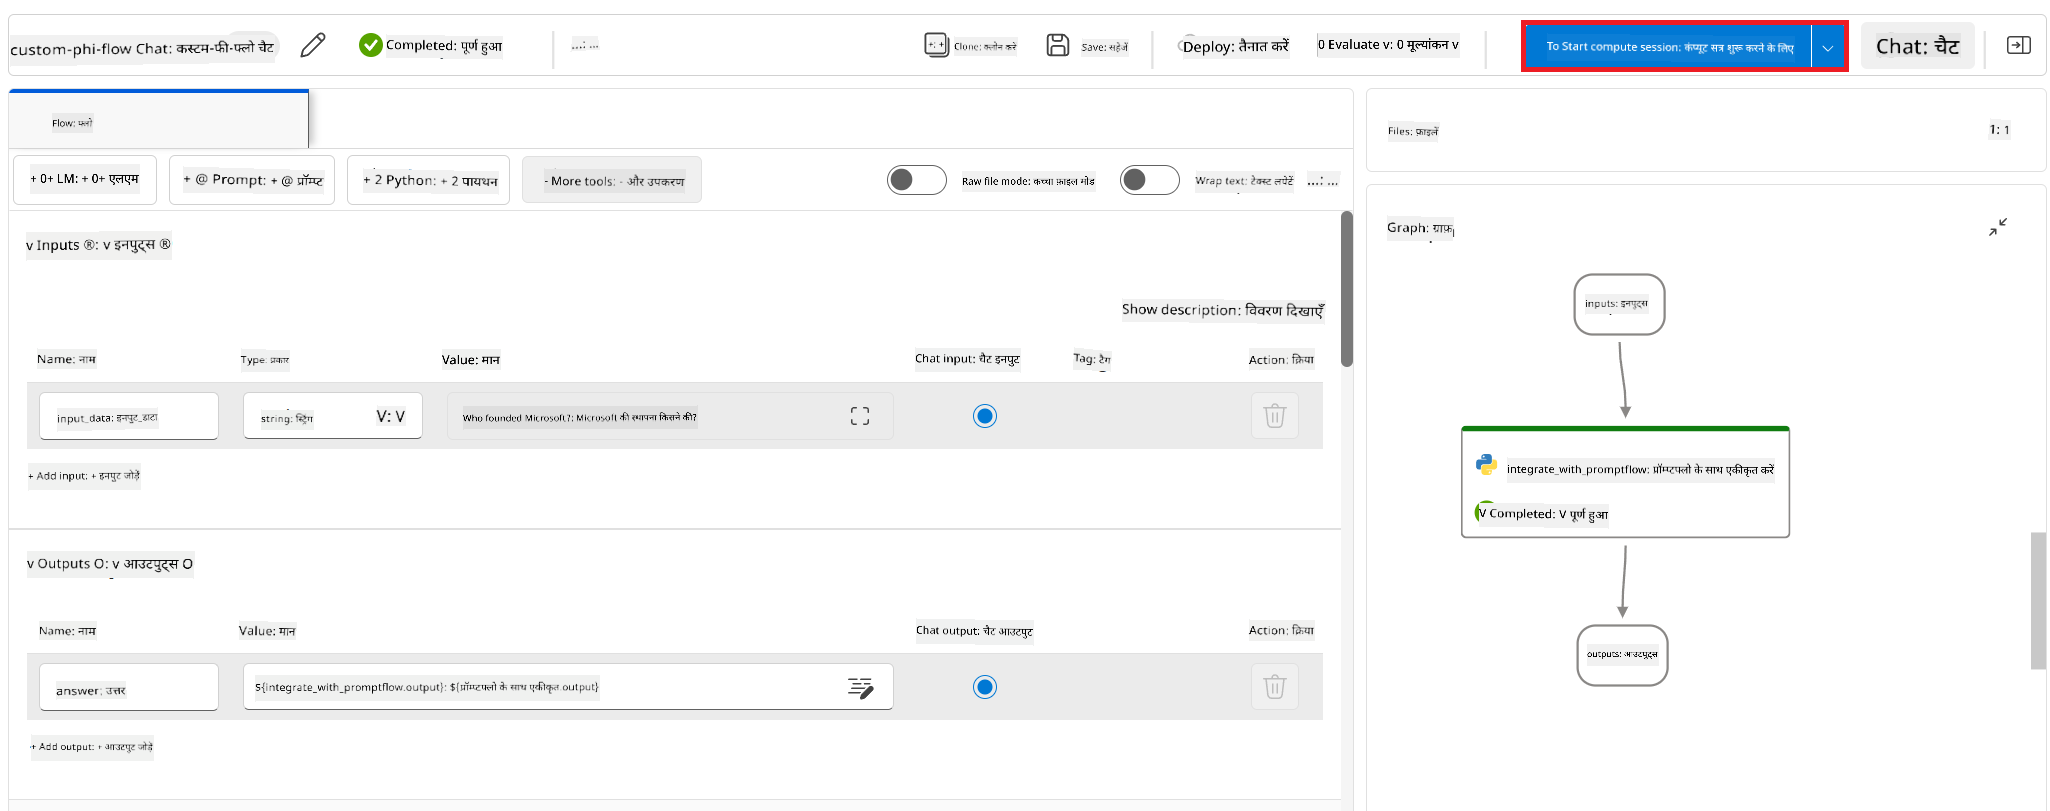 custom-phi-flow Chat: कस्टम-फी-फ्लो चैट
Completed: पूर्ण हुआ
...: ...
Clone: क्लोन करें
Save: सहेजें
Deploy: तैनात करें
0 Evaluate v: 0 मूल्यांकन v
To Start compute session: कंप्यूट सत्र शुरू करने के लिए
Chat: चैट
Flow: फ्लो
Files: फ़ाइलें
1: 1
+ 0+ LM: + 0+ एलएम
+ @ Prompt: + @ प्रॉम्प्ट
+ 2 Python: + 2 पायथन
- More tools: - और उपकरण
Raw file mode: कच्चा फ़ाइल मोड
Wrap text: टेक्स्ट लपेटें
...: ...
v Inputs ®: v इनपुट्स ®
Graph: ग्राफ़
Show description: विवरण दिखाएँ
inputs: इनपुट्स
Name: नाम
Type: प्रकार
Value: मान
Chat input: चैट इनपुट
Tag: टैग
Action: क्रिया
input_data: इनपुट_डाटा
string: स्ट्रिंग
V: V
Who founded Microsoft?: Microsoft की स्थापना किसने की?
+ Add input: + इनपुट जोड़ें
integrate_with_promptflow: प्रॉम्प्टफ्लो के साथ एकीकृत करें
V Completed: V पूर्ण हुआ
v Outputs O: v आउटपुट्स O
Name: नाम
Value: मान
Chat output: चैट आउटपुट
Action: क्रिया
outputs: आउटपुट्स
answer: उत्तर
${integrate_with_promptflow.output}: ${प्रॉम्प्टफ्लो के साथ एकीकृत.output}
+ Add output: + आउटपुट जोड़ें